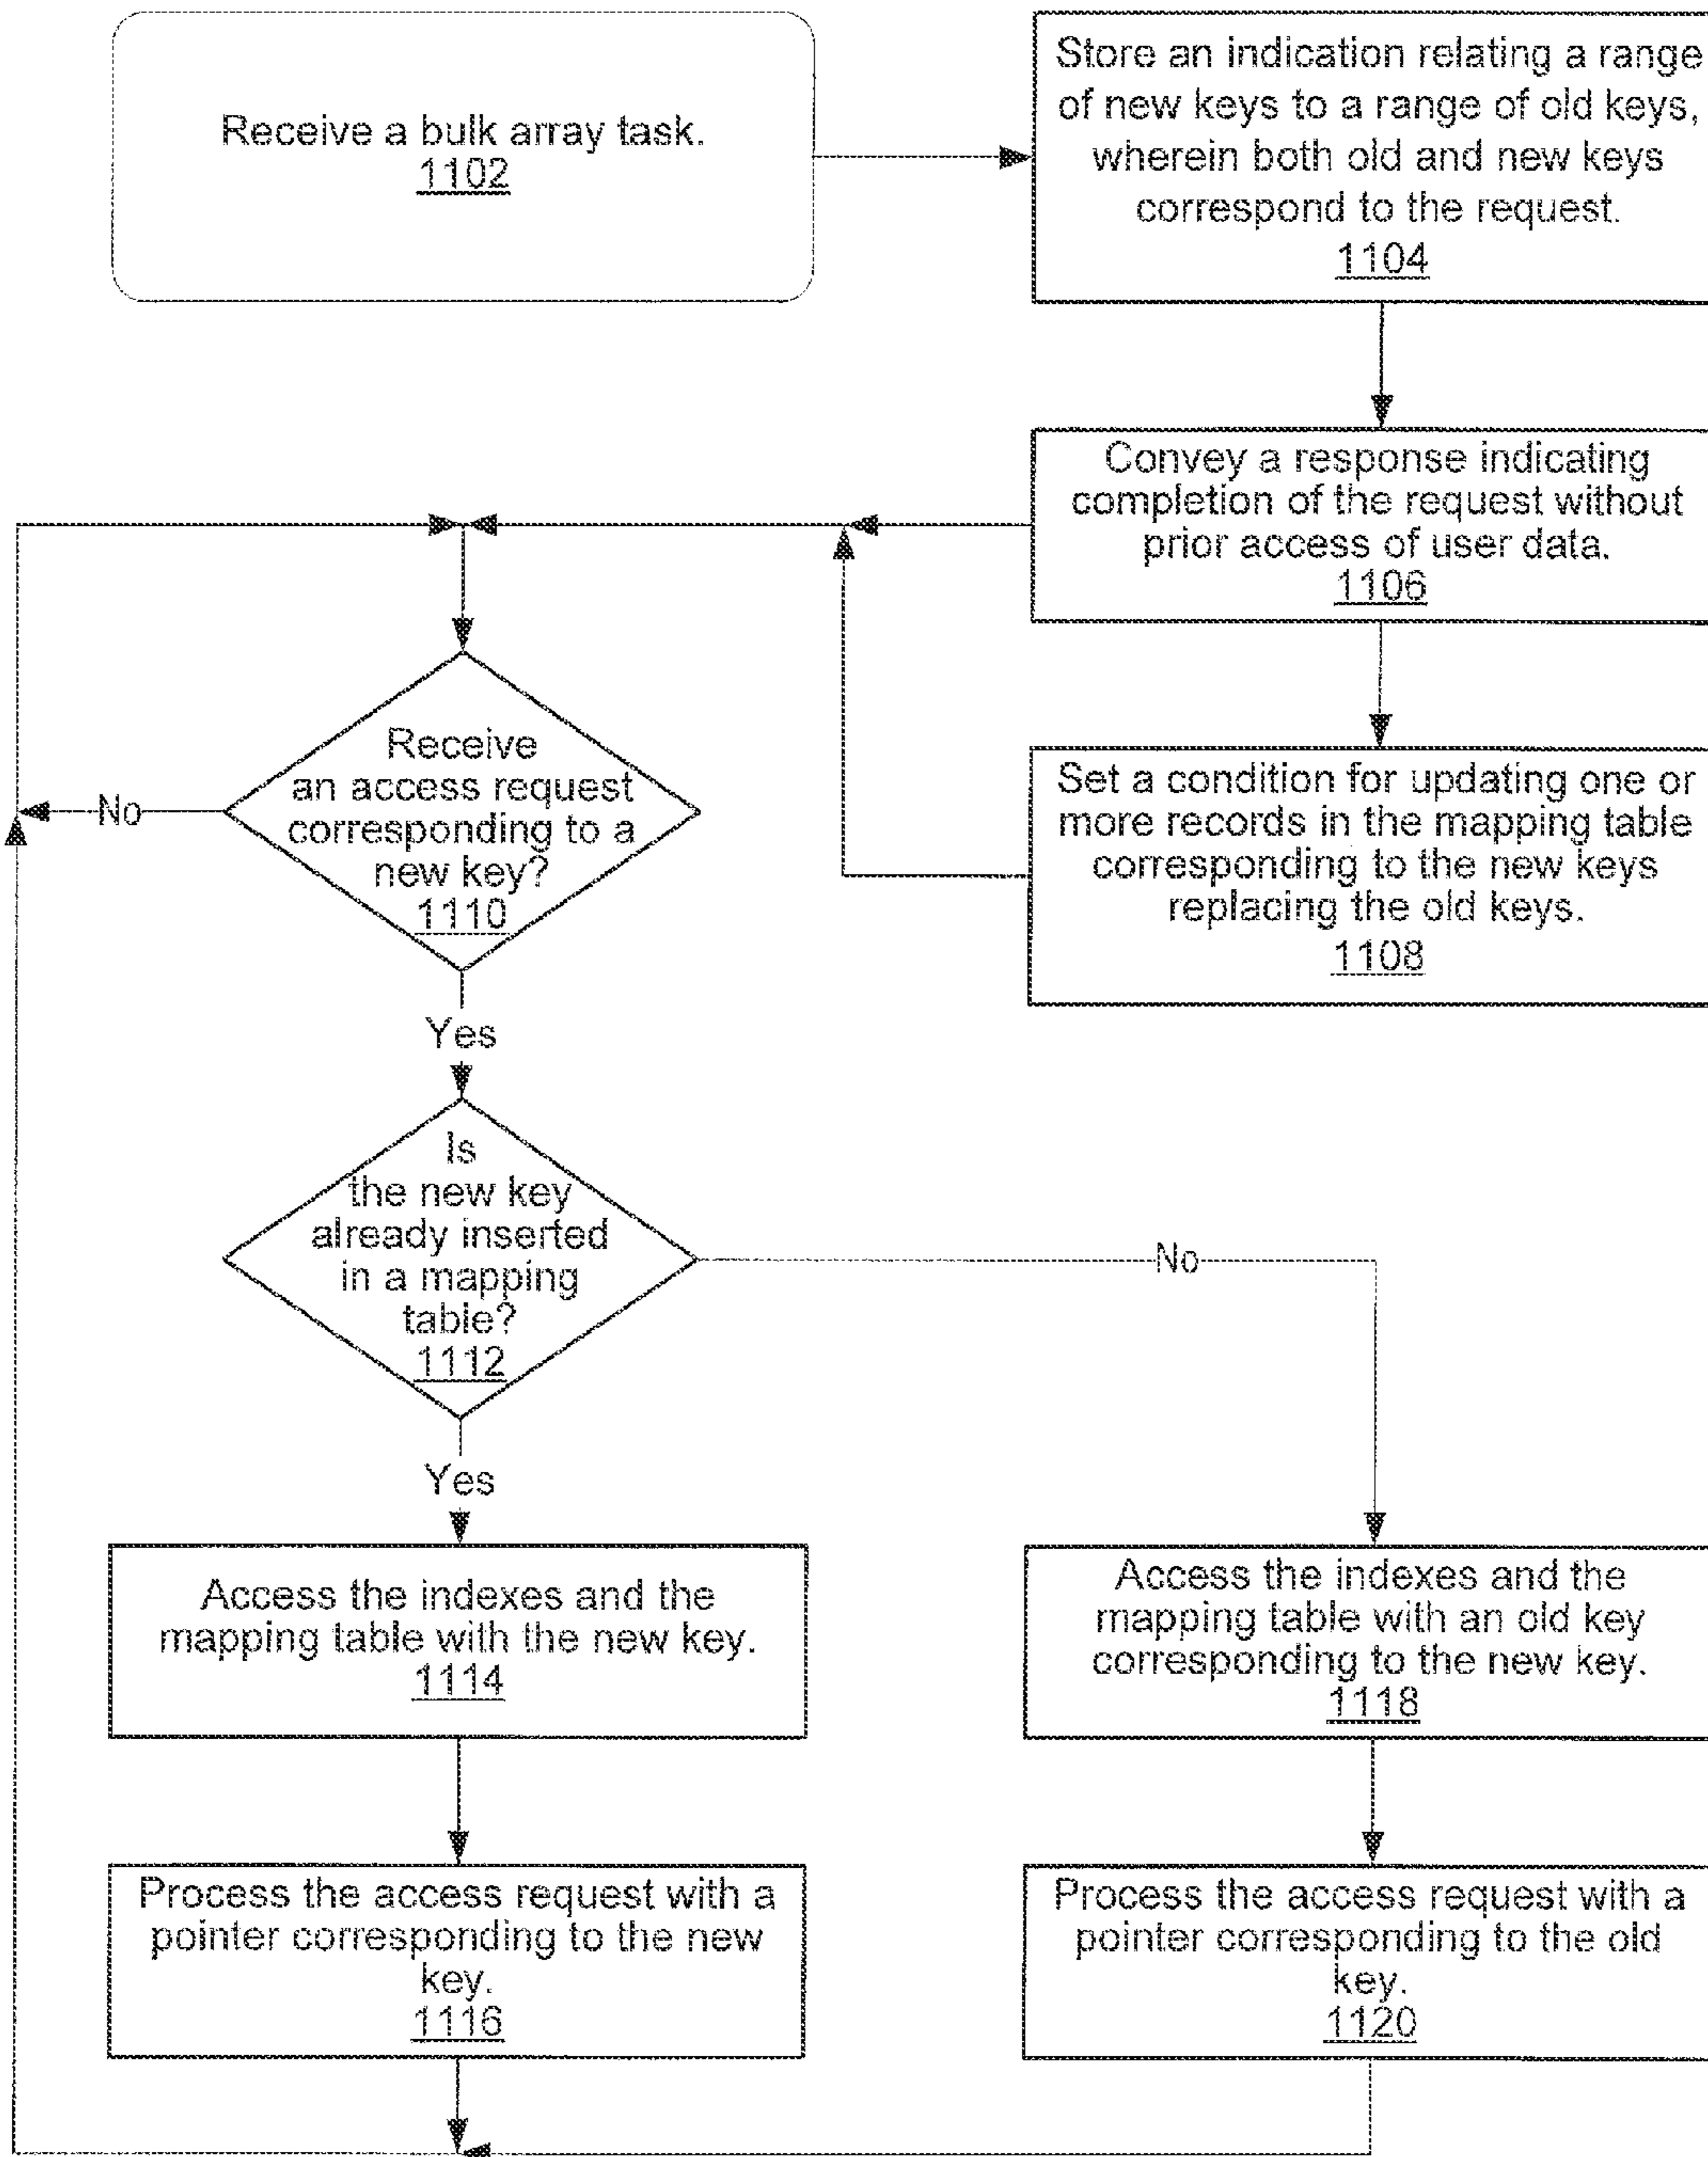 Receive a bulk array task.
1102
Store an indication relating a range
of new keys to a range of old keys,
wherein both old and new keys
correspond to the request.
1104
Convey a response indicating
completion of the request without
prior access of user data.
1106
Set a condition for updating one or
more records in the mapping table
corresponding to the new keys
replacing the old keys.
1108
Receive
an access request
corresponding to a
new key?
1110
No
Yes
Is
the new key
already inserted
in a mapping
table?
1112
No
Yes
Access the indexes and the
mapping table with the new key.
1114
Access the indexes and the
mapping table with an old key
corresponding to the new key.
1118
Process the access request with a
pointer corresponding to the new
key.
1116
Process the access request with a
pointer corresponding to the old
key.
1120